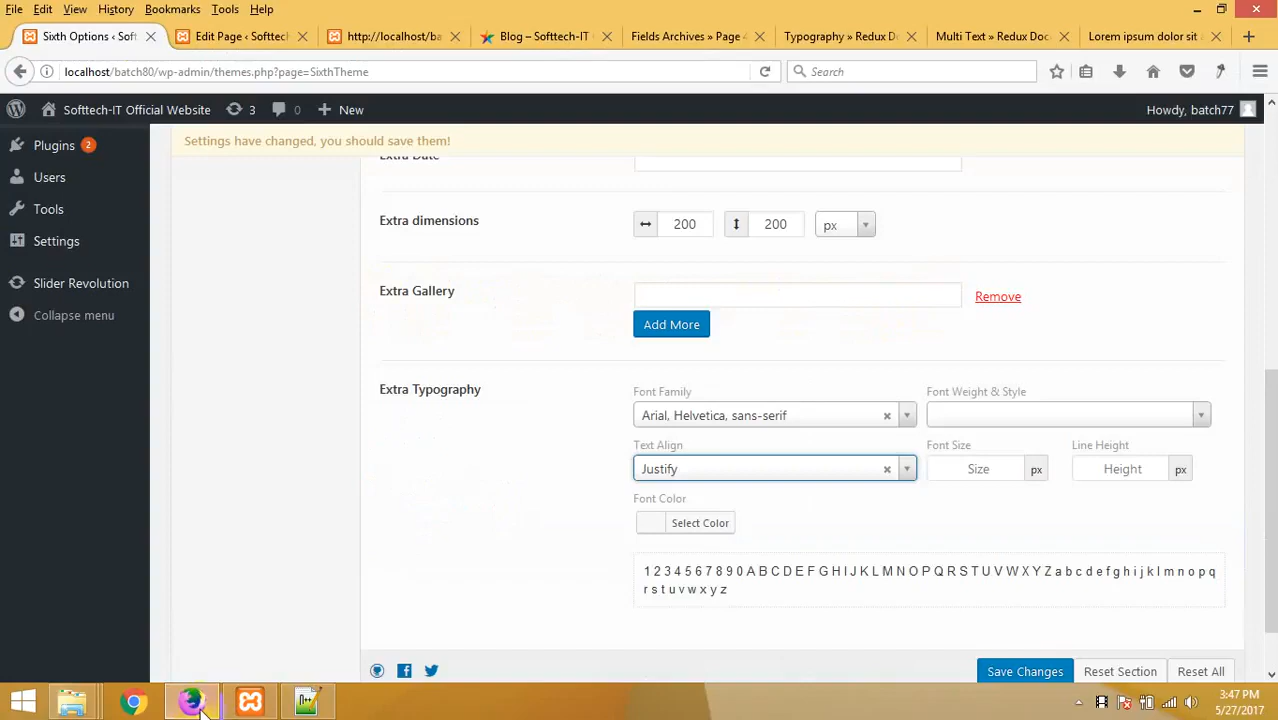 File Edit View History Bookmarks Tools Help
Sixth Options ‹ Soft Edit Page ‹ Softtech http://localhost/ba Blog – Softtech-IT Fields Archives » Page 4 Typography » Redux Do Multi Text » Redux Doc Lorem ipsum dolor sit a
localhost/batch80/wp-admin/themes.php?page=SixthTheme Search
Softtech-IT Official Website 3 0 New Howdy, batch77
Settings have changed, you should save them!
Plugins 2
Users
Tools
Settings
Slider Revolution
Collapse menu
Extra Date
Extra dimensions 200 200 px
Extra Gallery Remove
Add More
Extra Typography Font Family Font Weight & Style
Arial, Helvetica, sans-serif
Text Align Font Size Line Height
Justify Size px Height px
Font Color
Select Color
1 2 3 4 5 6 7 8 9 0 A B C D E F G H I J K L M N O P Q R S T U V W X Y Z a b c d e f g h i j k l m n o p q
r s t u v w x y z
Save Changes Reset Section Reset All
3:47 PM
5/27/2017